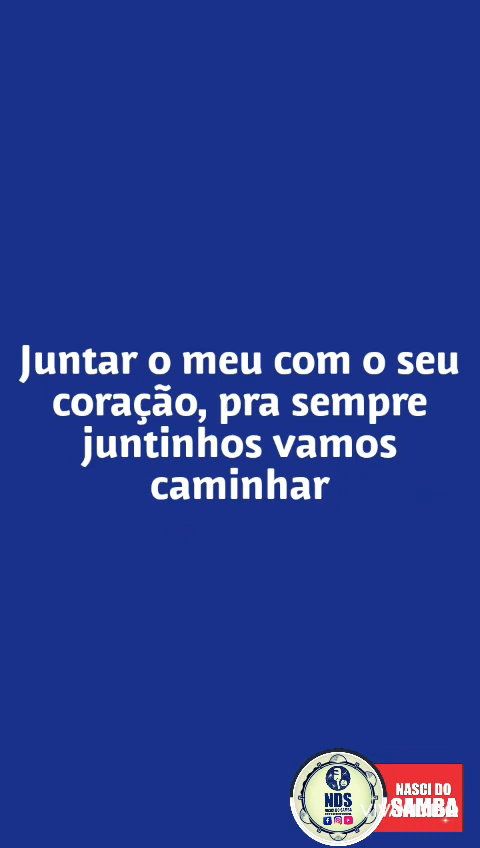 Juntar o meu com o seu
coração, pra sempre
juntinhos vamos
caminhar
NDS
NASCI DO
SAMBA